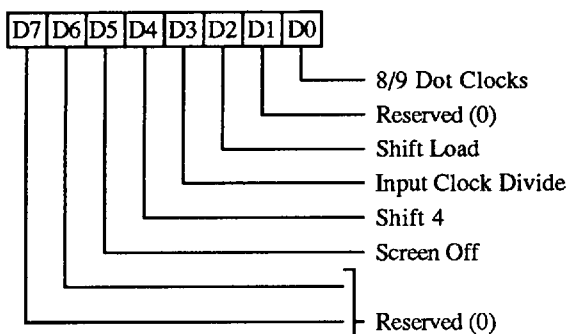 D7 D6 D5 D4 D3 D2 D1 D0
8/9 Dot Clocks
Reserved (0)
Shift Load
Input Clock Divide
Shift 4
Screen Off
Reserved (0)